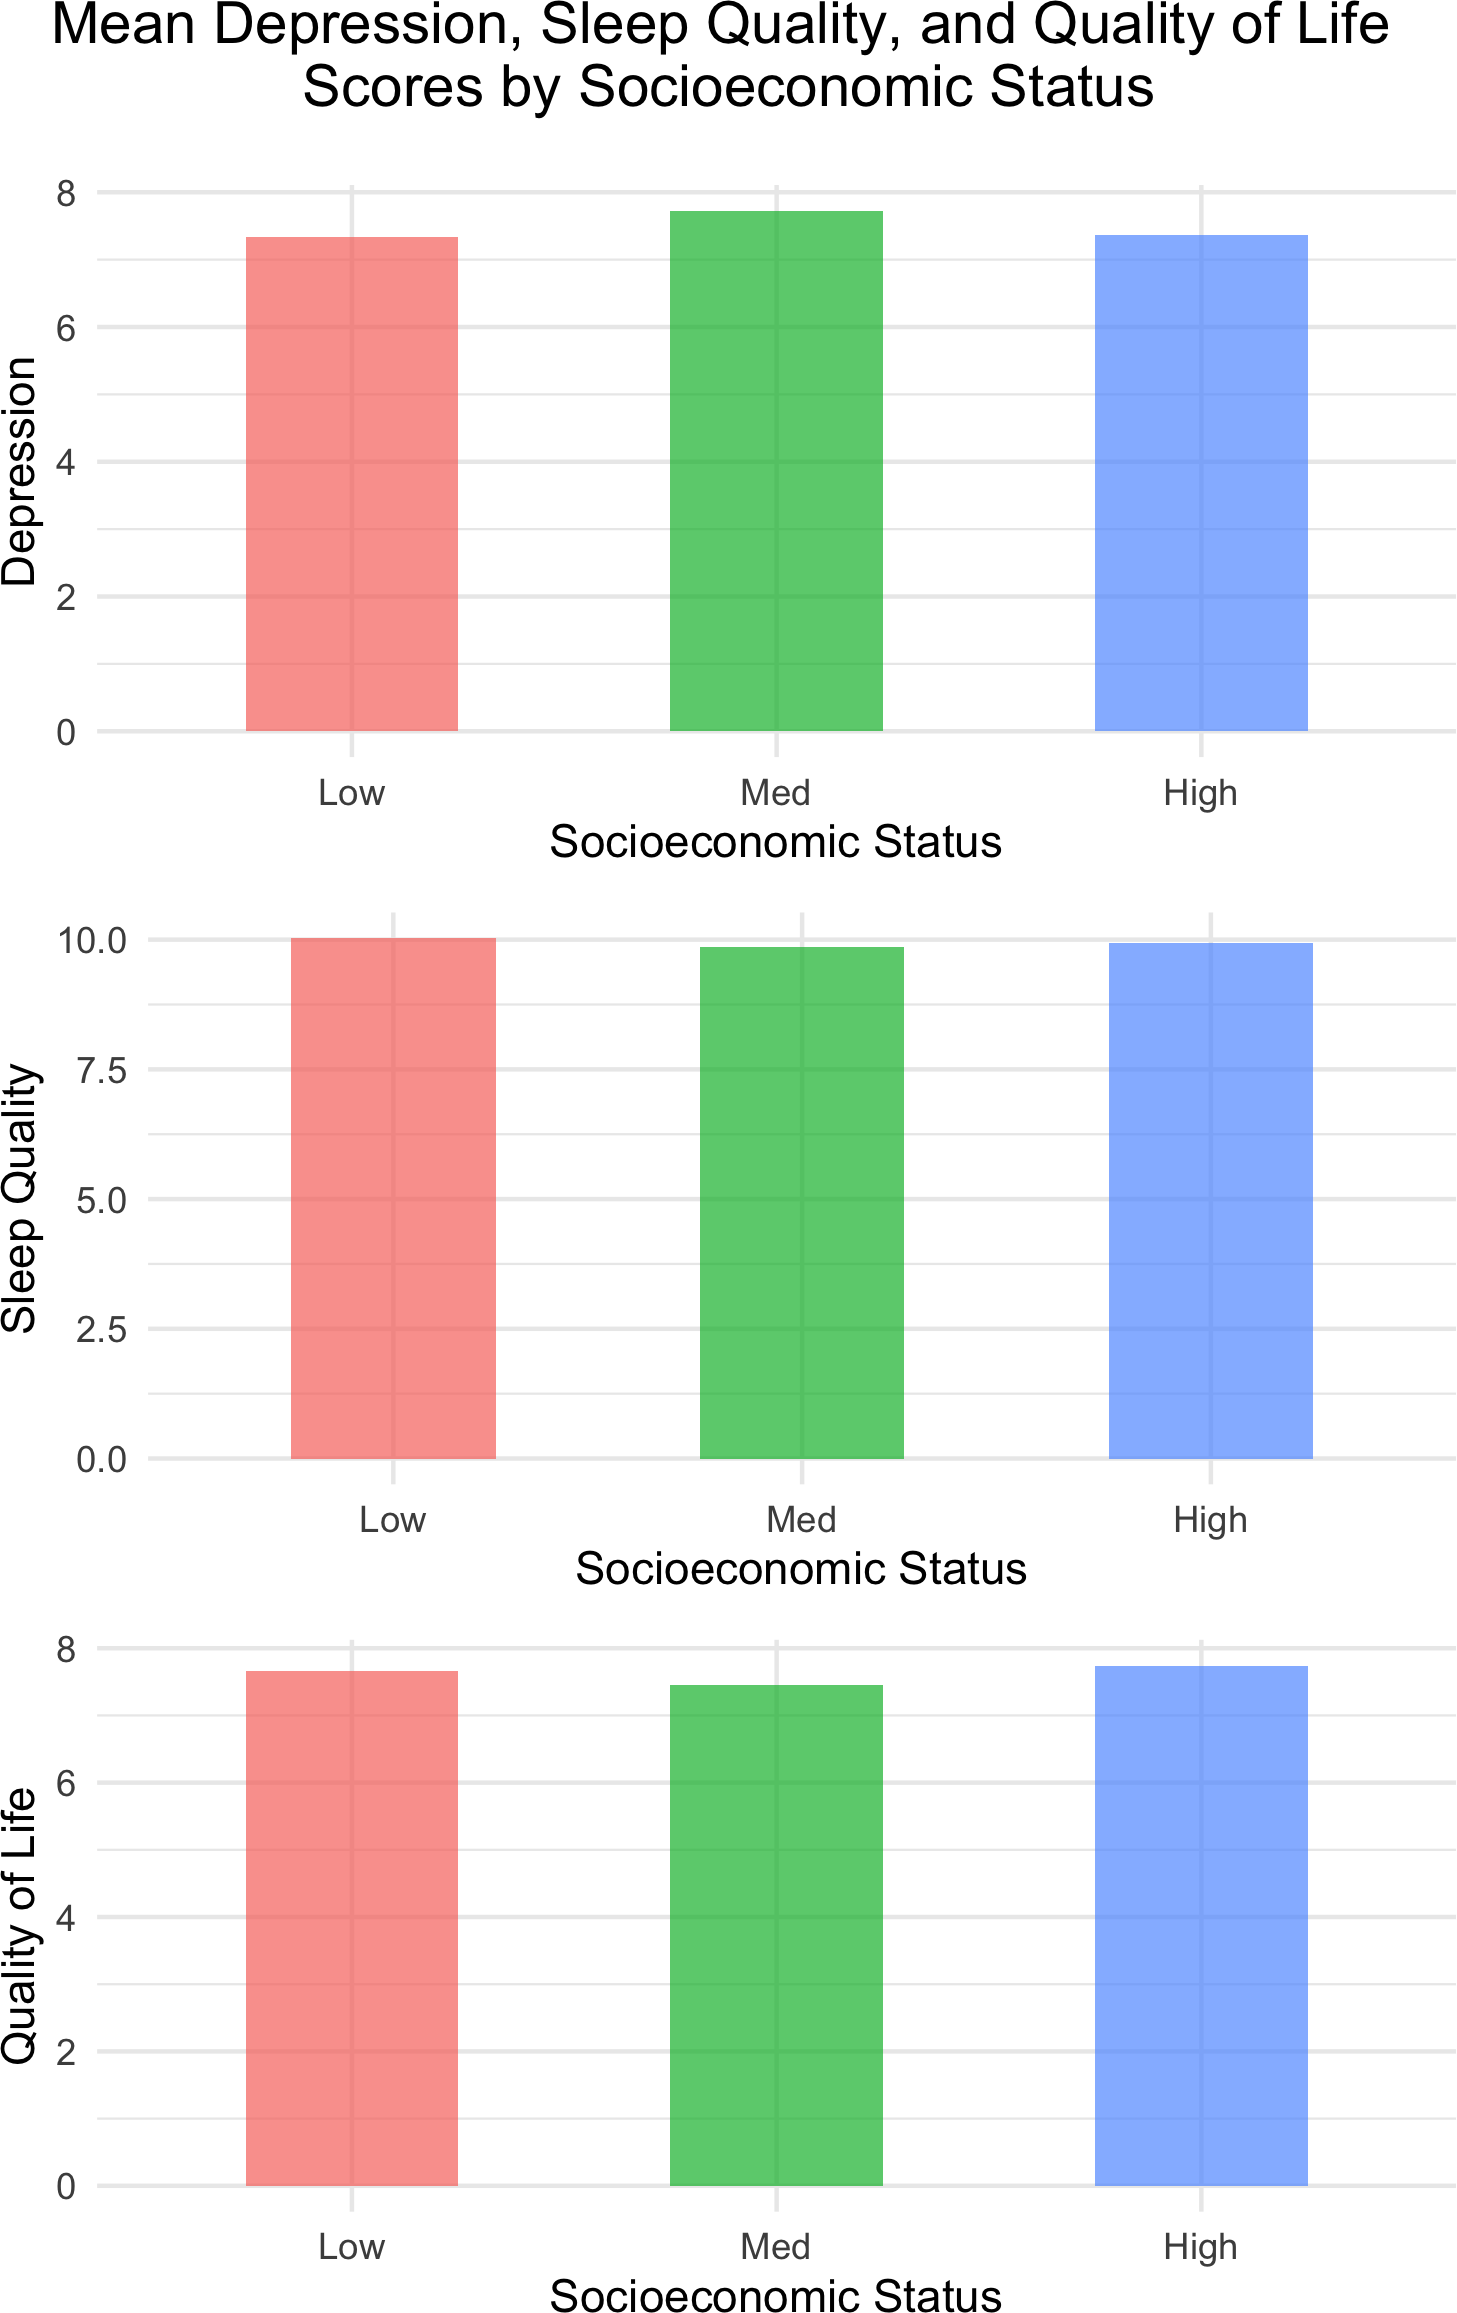 Mean Depression, Sleep Quality, and Quality of Life
Scores by Socioeconomic Status
8
6
4
2
0
Depression
Low Med High
Socioeconomic Status
10.0
7.5
5.0
2.5
0.0
Sleep Quality
Low Med High
Socioeconomic Status
8
6
4
2
0
Quality of Life
Low Med High
Socioeconomic Status